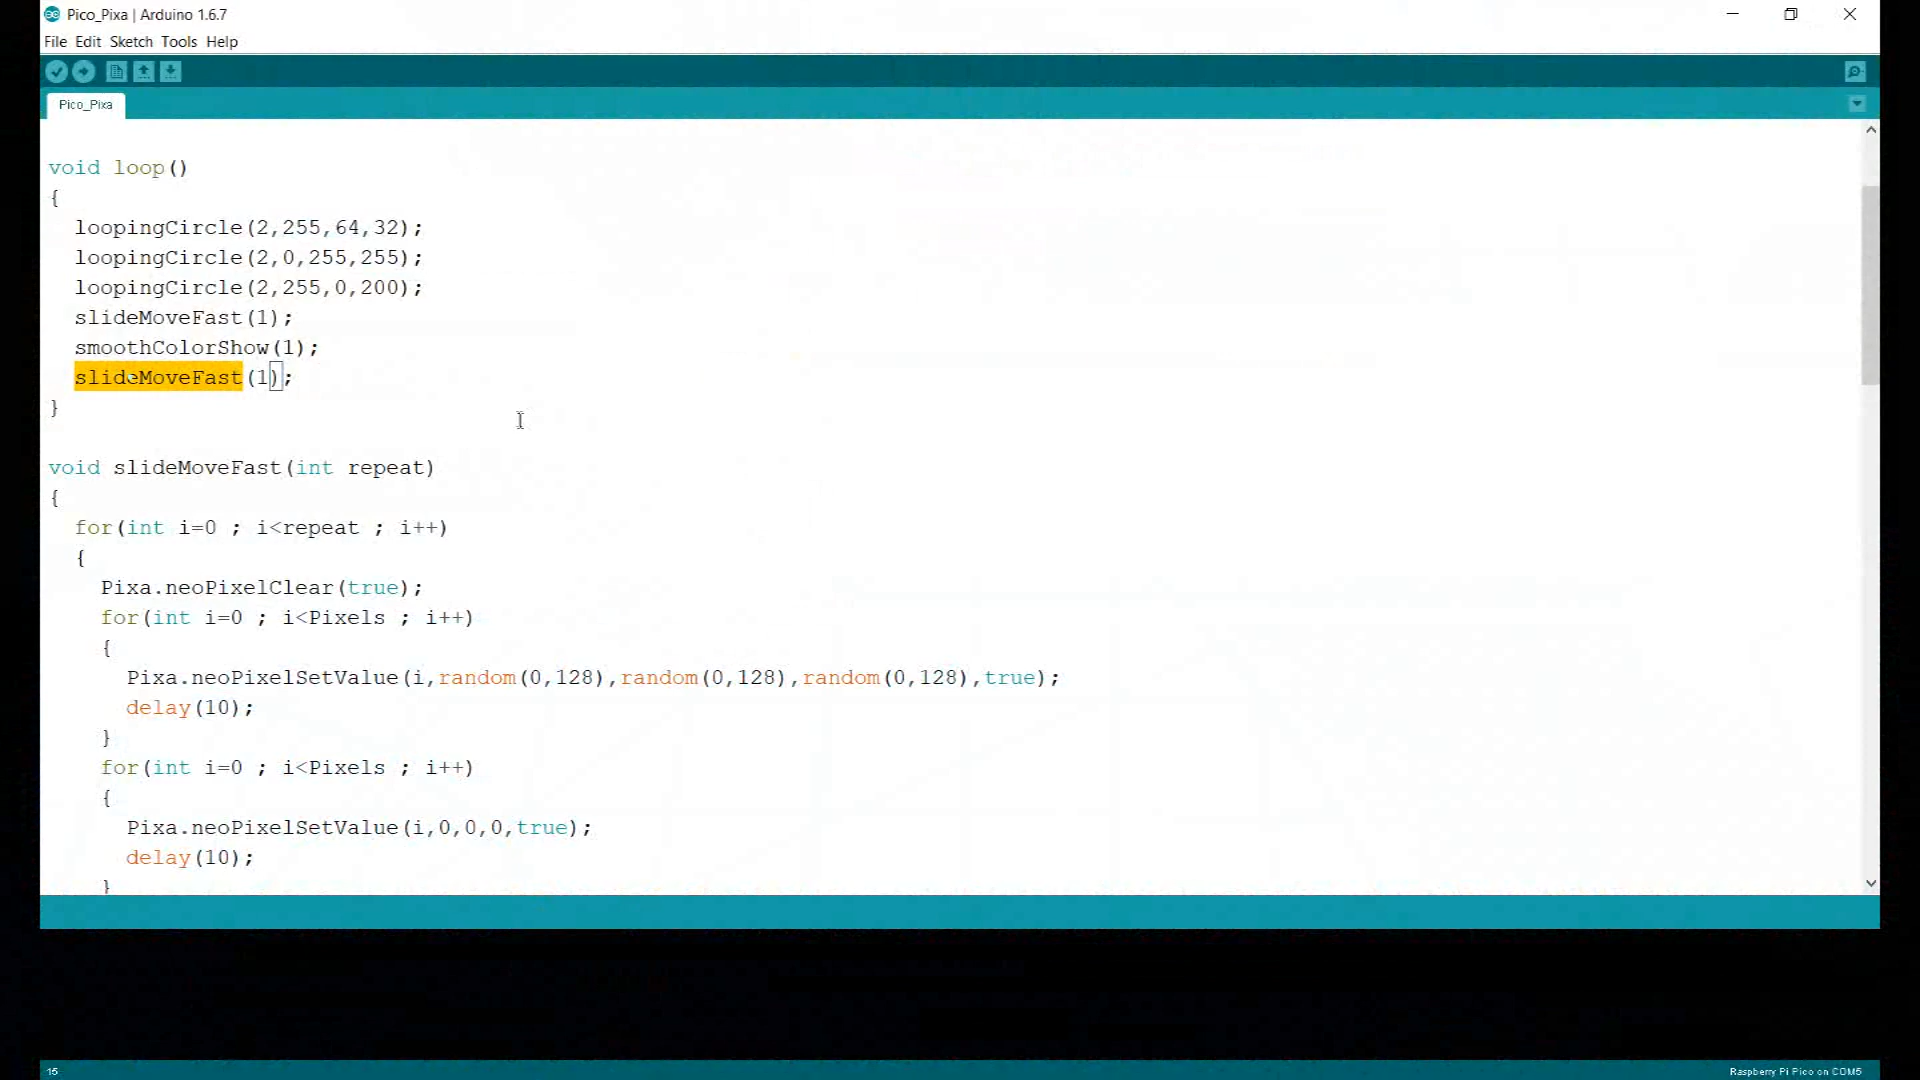 Pico_Pixa | Arduino 1.6.7
File Edit Sketch Tools Help
Pico_Pixa
void loop()
{
loopingCircle(2,255,64,32);
loopingCircle(2,0,255,255);
loopingCircle(2,255,0,200);
slideMoveFast(1);
smoothColorShow(1);
slideMoveFast(1);
}
void slideMoveFast(int repeat)
{
for(int i=0 ; i<repeat ; i++)
{
Pixa.neoPixelClear(true);
for(int i=0 ; i<Pixels ; i++)
{
Pixa.neoPixelSetValue(i,random(0,128),random(0,128),random(0,128),true);
delay(10);
}
for(int i=0 ; i<Pixels ; i++)
{
Pixa.neoPixelSetValue(i,0,0,0,true);
delay(10);
}
15
Raspberry Pi Pico on COM5